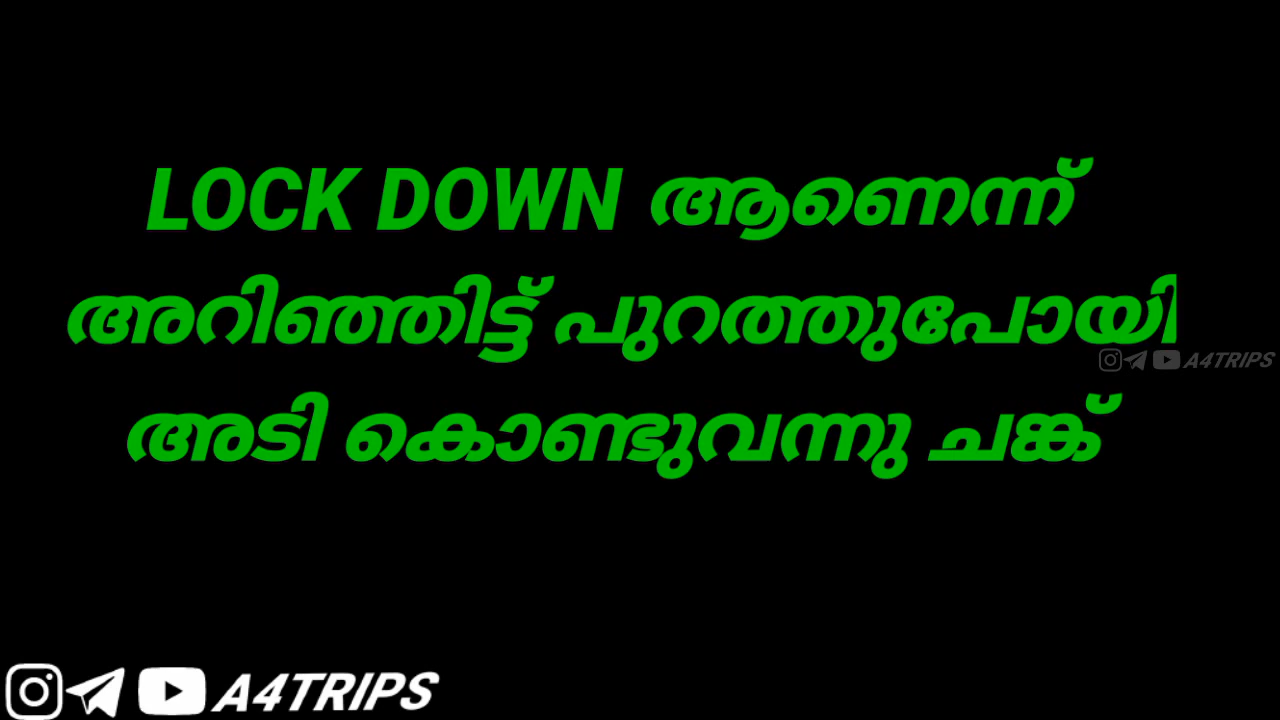 LOCK DOWN ആണെന്ന്
അറിഞ്ഞിട്ട് പുറത്തുപോയി
A4TRIPS
അടി കൊണ്ടുവന്നു ചങ്ക്
A4TRIPS